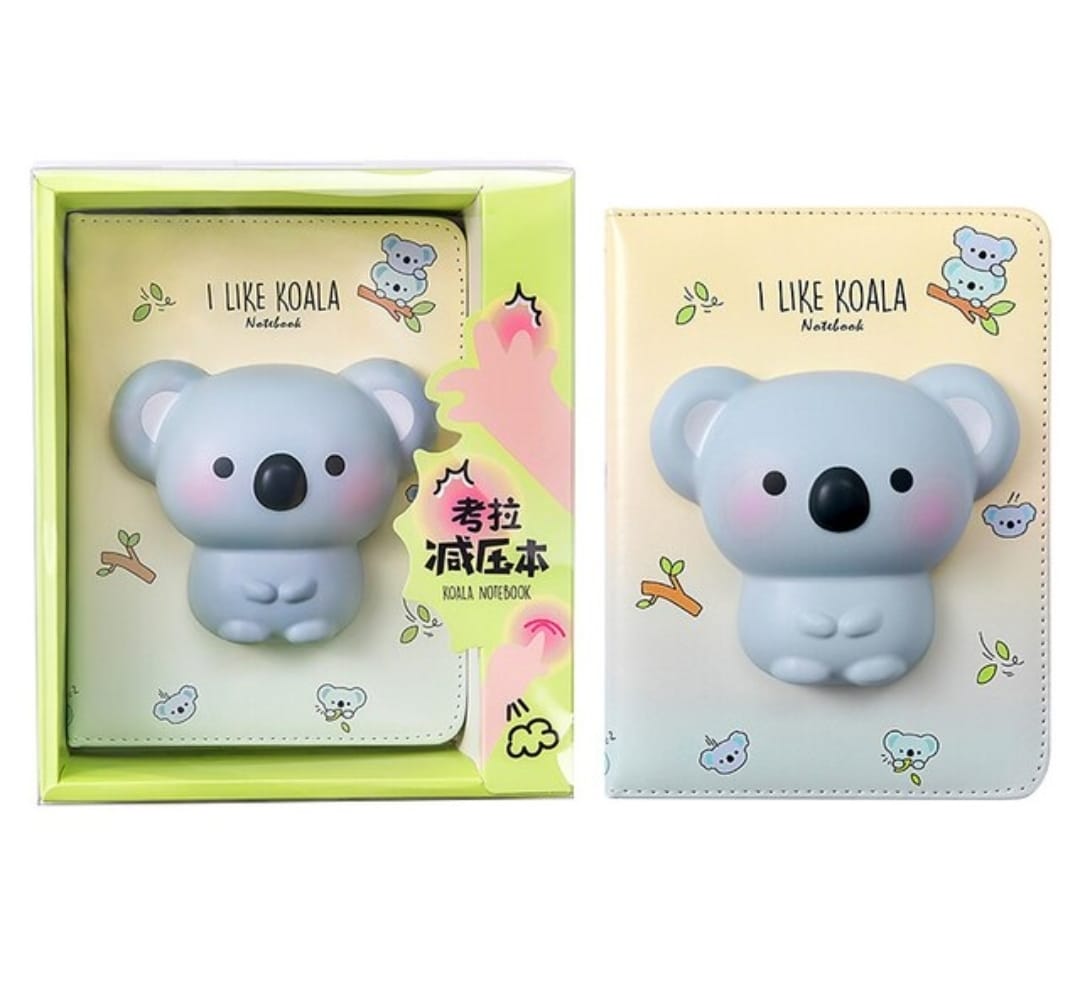 I LIKE KOALA
Notebook
考拉
减压本
KOALA NOTEBOOK
I LIKE KOALA
Notebook